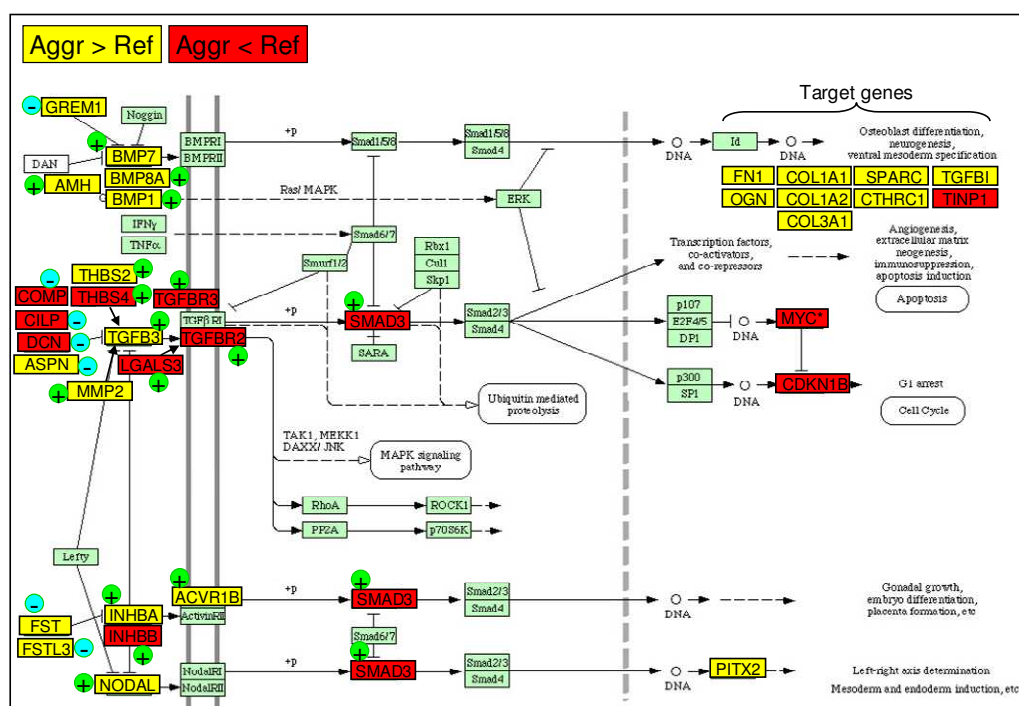 Aggr > Ref
Aggr < Ref
Target genes
GREM1
Noggin
BMP7
DAN
BMP8A
AMH
BMP1
BMPRI
BMPRII
+p
Smad1/5/8
Smad1/5/8
Smad4
DNA
Id
DNA
Osteoblast differentiation,
neurogenesis,
ventral mesoderm specification
FN1
COL1A1
SPARC
TGFBI
OGN
COL1A2
CTHRC1
TINP1
COL3A1
Ras/ MAPK
ERK
IFNγ
TNFα
Smad6/7
Smurf1/2
Rbx1
Cul1
Skp1
Transcription factors,
co-activators,
and co-repressors
Angiogenesis,
extracellular matrix
neogenesis,
immunosuppression,
apoptosis induction
Apoptosis
THBS2
COMP
THBS4
TGFBR3
CILP
TGFB3
TGFβRI
DCN
TGFBR2
ASPN
LGALS3
MMP2
+p
SMAD3
SARA
Smad2/3
Smad4
p107
E2F4/5
DP1
DNA
MYC*
p300
SP1
DNA
CDKN1B
G1 arrest
Cell Cycle
Ubiquitin mediated
proteolysis
TAK1, MEKK1
DAXX/ JNK
MAPK signaling
pathway
RhoA
ROCK1
PP2A
p70S6K
Lefty
FST
FSTL3
INHBA
INHBB
ACVR1B
ActivinRII
+p
SMAD3
Smad2/3
Smad4
DNA
Gonadal growth,
embryo differentiation,
placenta formation, etc
Smad6/7
NODAL
NodalRI
NodalRII
+p
SMAD3
Smad2/3
Smad4
DNA
PITX2
Left-right axis determination
Mesoderm and endoderm induction, etc